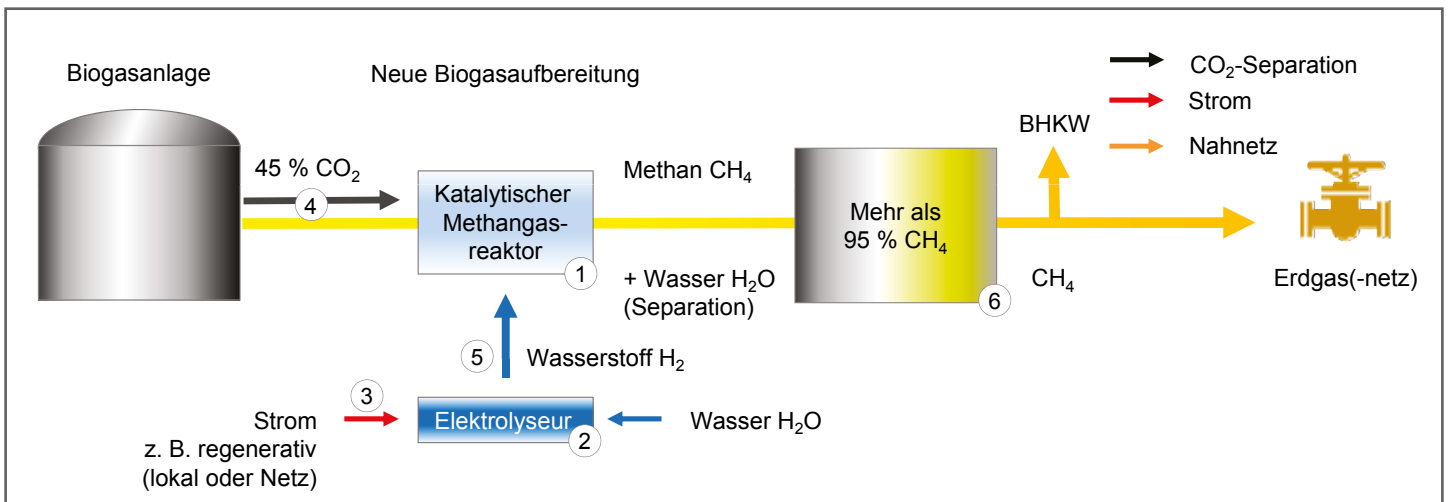 Biogasanlage
Neue Biogasaufbereitung
CO₂-Separation
Strom
Nahnetz
BHKW
45 % CO₂
4
Katalytischer
Methangas-
reaktor
1
Methan CH₄
+ Wasser H₂O
(Separation)
Mehr als
95 % CH₄
6
CH₄
Erdgas(-netz)
5
Wasserstoff H₂
3
Strom
z. B. regenerativ
(lokal oder Netz)
Elektrolyseur
2
Wasser H₂O